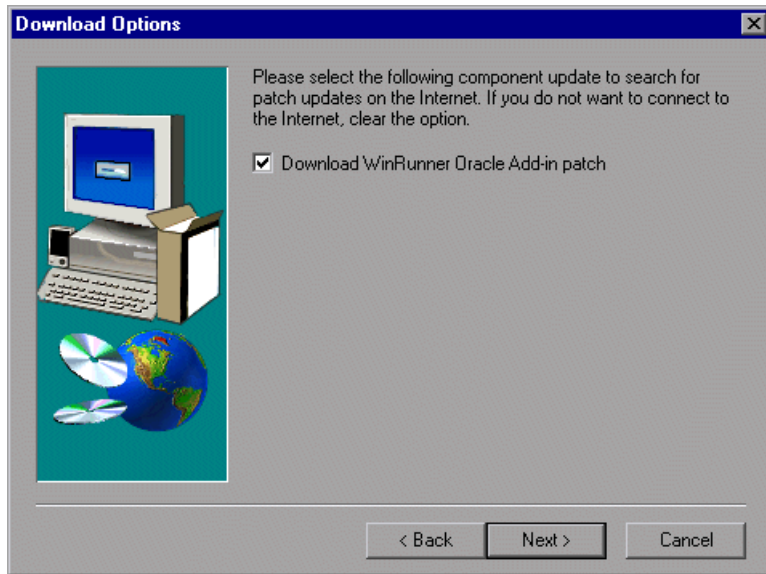 Download Options
Please select the following component update to search for
patch updates on the Internet. If you do not want to connect to
the Internet, clear the option.
Download WinRunner Oracle Add-in patch
< Back
Next >
Cancel